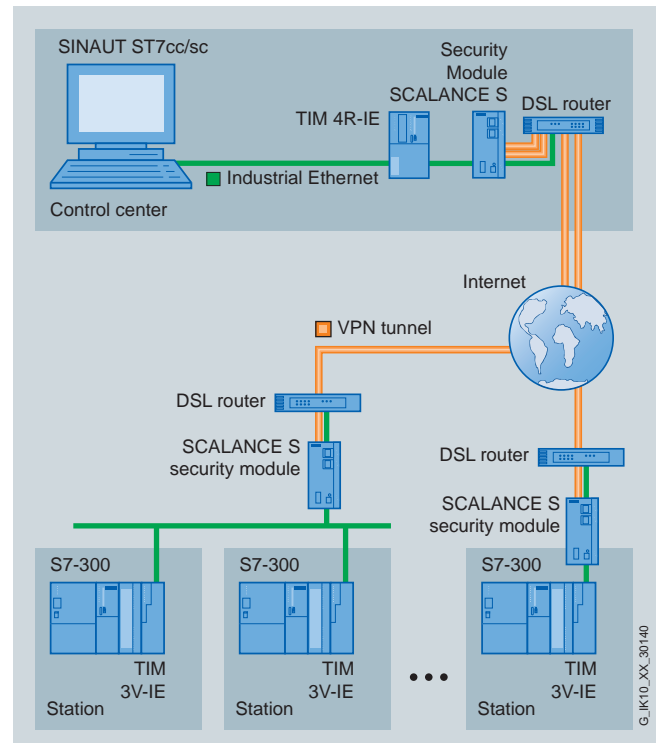 SINAUT ST7cc/sc
Security
Module
SCALANCE S
DSL router
TIM 4R-IE
Industrial Ethernet
Control center
Internet
VPN tunnel
DSL router
SCALANCE S
security module
DSL router
SCALANCE S
security module
S7-300
TIM
3V-IE
Station
S7-300
TIM
3V-IE
Station
S7-300
TIM
3V-IE
Station
G_IK10_XX_30140